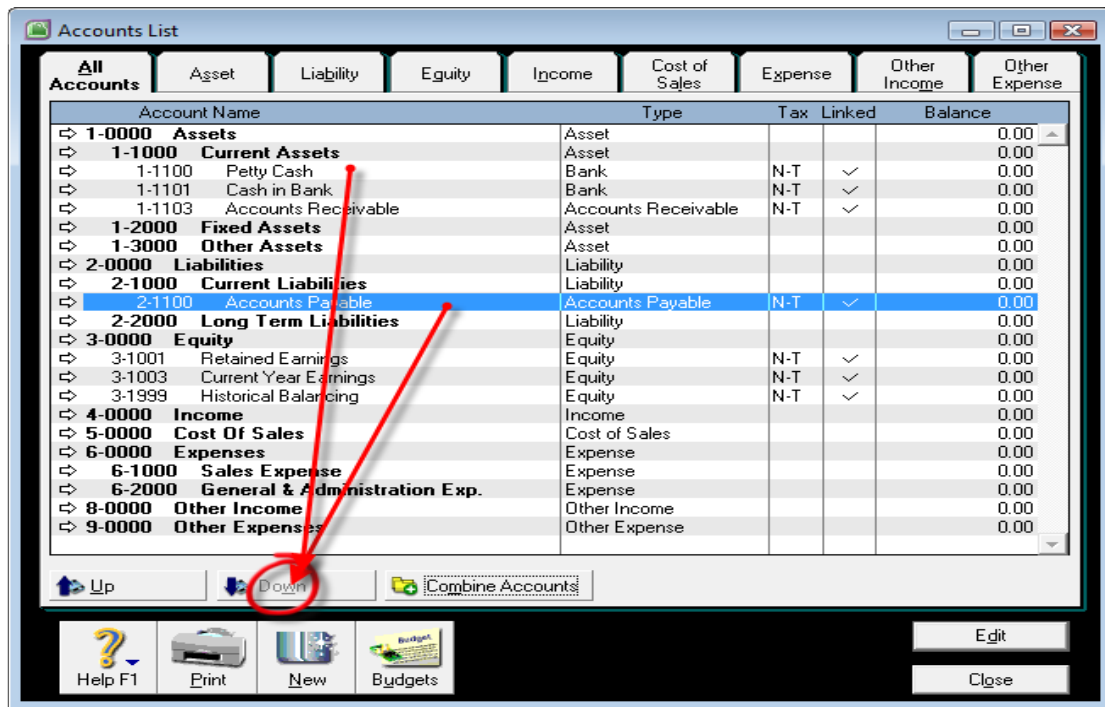 Accounts List
All Accounts Asset Liability Equity Income Cost of Sales Expense Other Income Other Expense
Account Name Type Tax Linked Balance
1-0000 Assets Asset 0.00
1-1000 Current Assets Asset 0.00
1-1100 Petty Cash Bank N-T 0.00
1-1101 Cash in Bank Bank N-T 0.00
1-1103 Accounts Receivable Accounts Receivable N-T 0.00
1-2000 Fixed Assets Asset 0.00
1-3000 Other Assets Asset 0.00
2-0000 Liabilities Liability 0.00
2-1000 Current Liabilities Liability 0.00
2-1100 Accounts Payable Accounts Payable N-T 0.00
2-2000 Long Term Liabilities Liability 0.00
3-0000 Equity Equity 0.00
3-1001 Retained Earnings Equity N-T 0.00
3-1003 Current Year Earnings Equity N-T 0.00
3-1999 Historical Balancing Equity N-T 0.00
4-0000 Income Income 0.00
5-0000 Cost Of Sales Cost of Sales 0.00
6-0000 Expenses Expense 0.00
6-1000 Sales Expense Expense 0.00
6-2000 General & Administration Exp. Expense 0.00
8-0000 Other Income Other Income 0.00
9-0000 Other Expenses Other Expense 0.00
Up Down Combine Accounts
Budget
Edit
Help F1 Print New Budgets Close